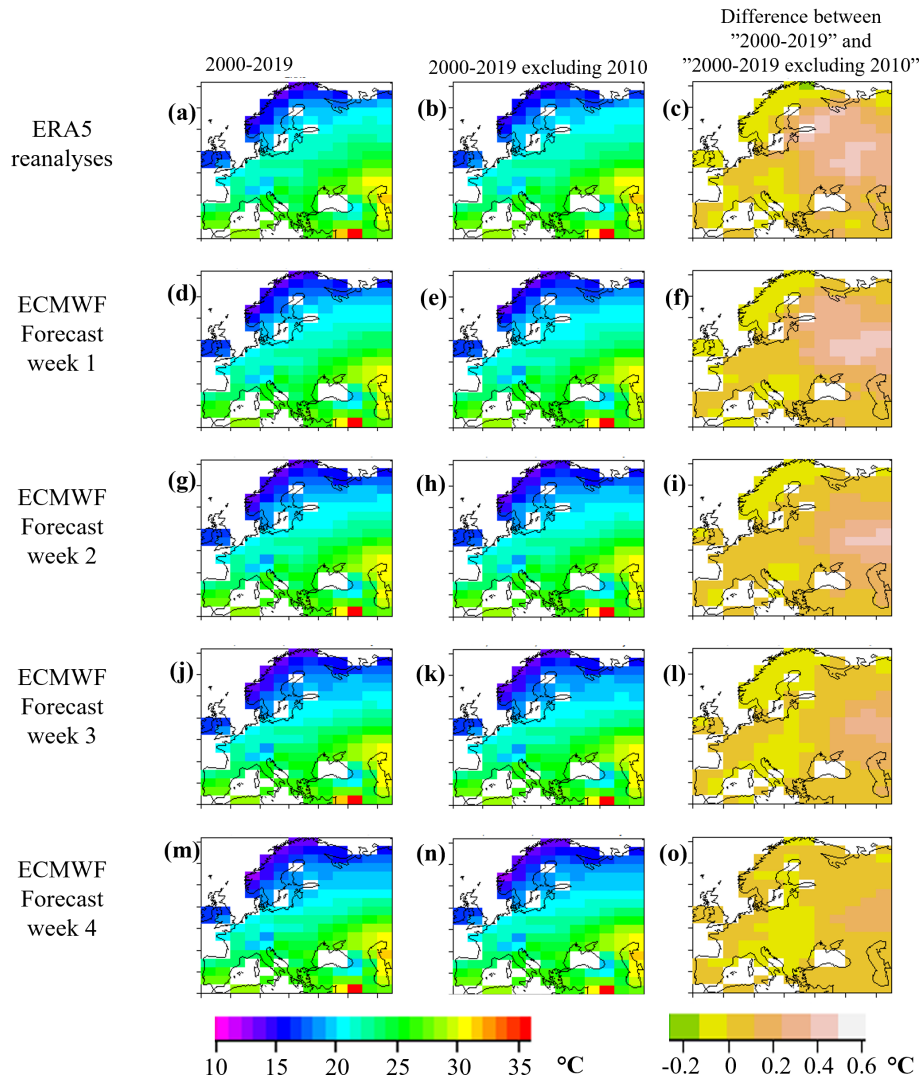 Difference between
”2000-2019” and
”2000-2019 excluding 2010”
2000-2019
2000-2019 excluding 2010
ERA5
reanalyses
(a)
(b)
(c)
ECMWF
Forecast
week 1
(d)
(e)
(f)
ECMWF
Forecast
week 2
(g)
(h)
(i)
ECMWF
Forecast
week 3
(j)
(k)
(l)
ECMWF
Forecast
week 4
(m)
(n)
(o)
10 15 20 25 30 35 °C
-0.2 0 0.2 0.4 0.6 °C